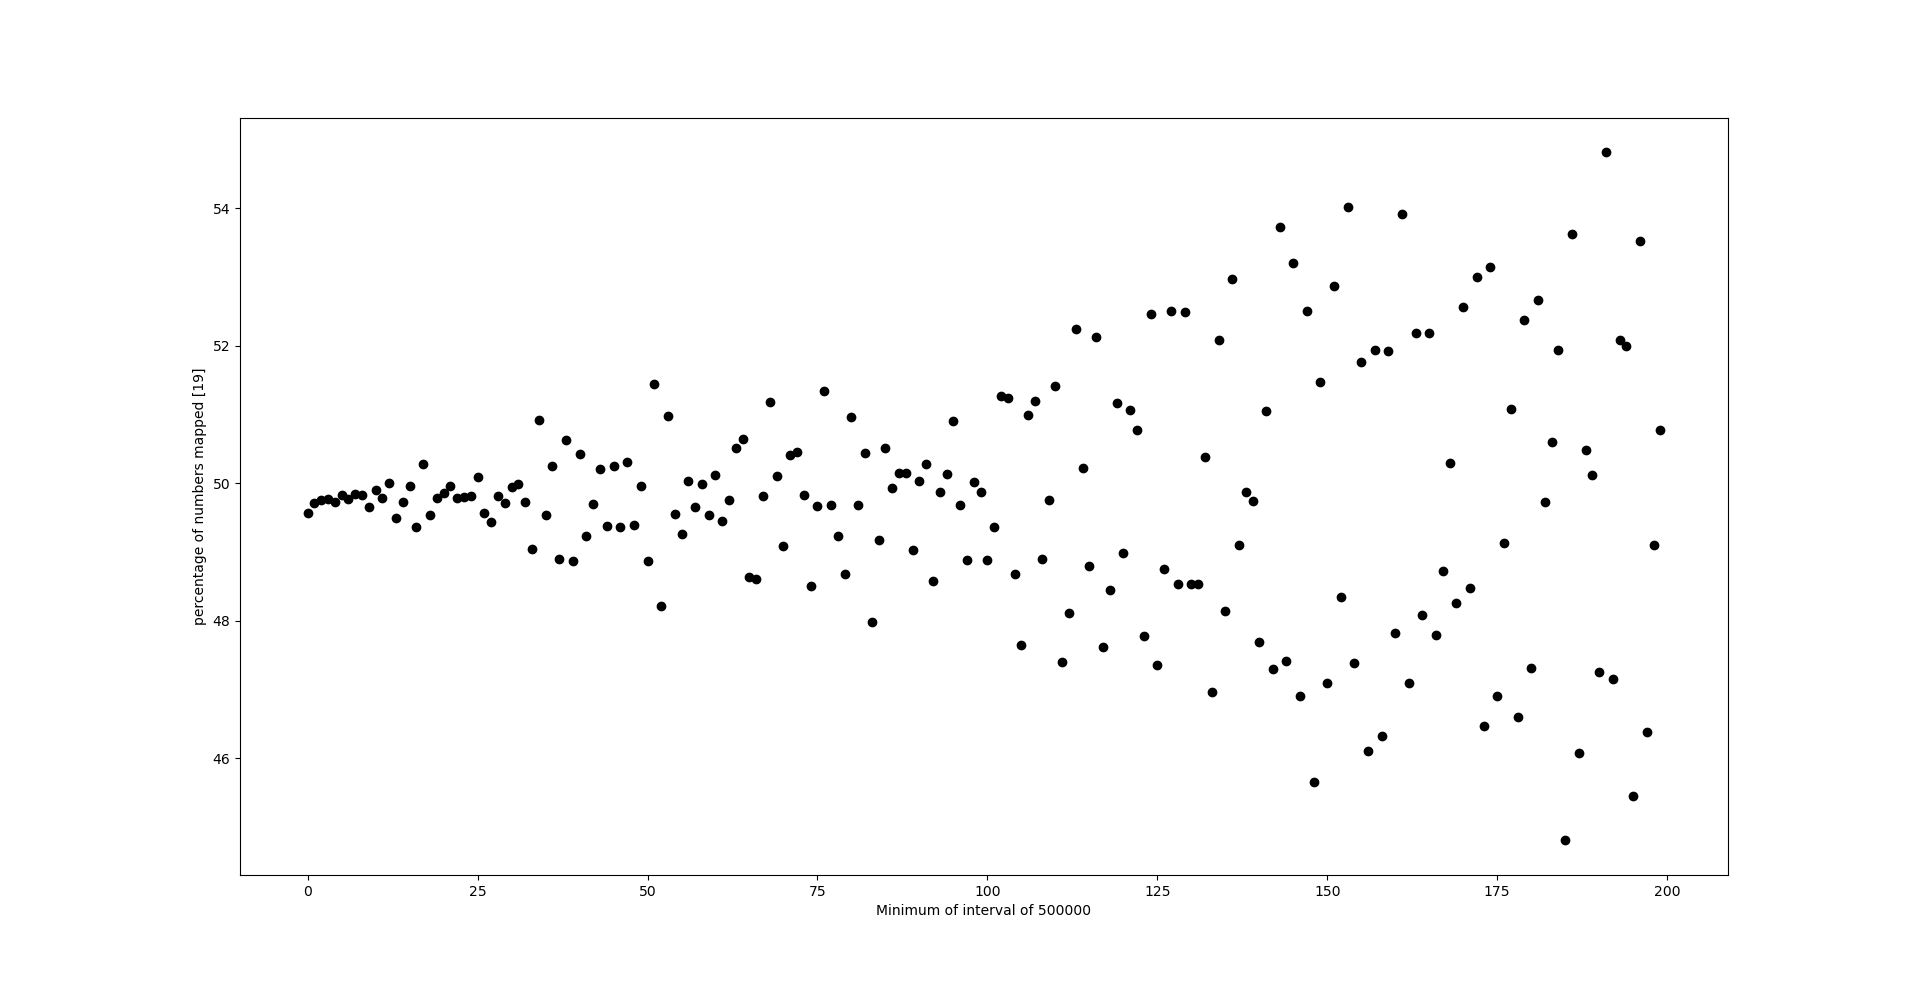 54
52
50
48
46
percentage of numbers mapped [19]
0 25 50 75 100 125 150 175 200
Minimum of interval of 500000